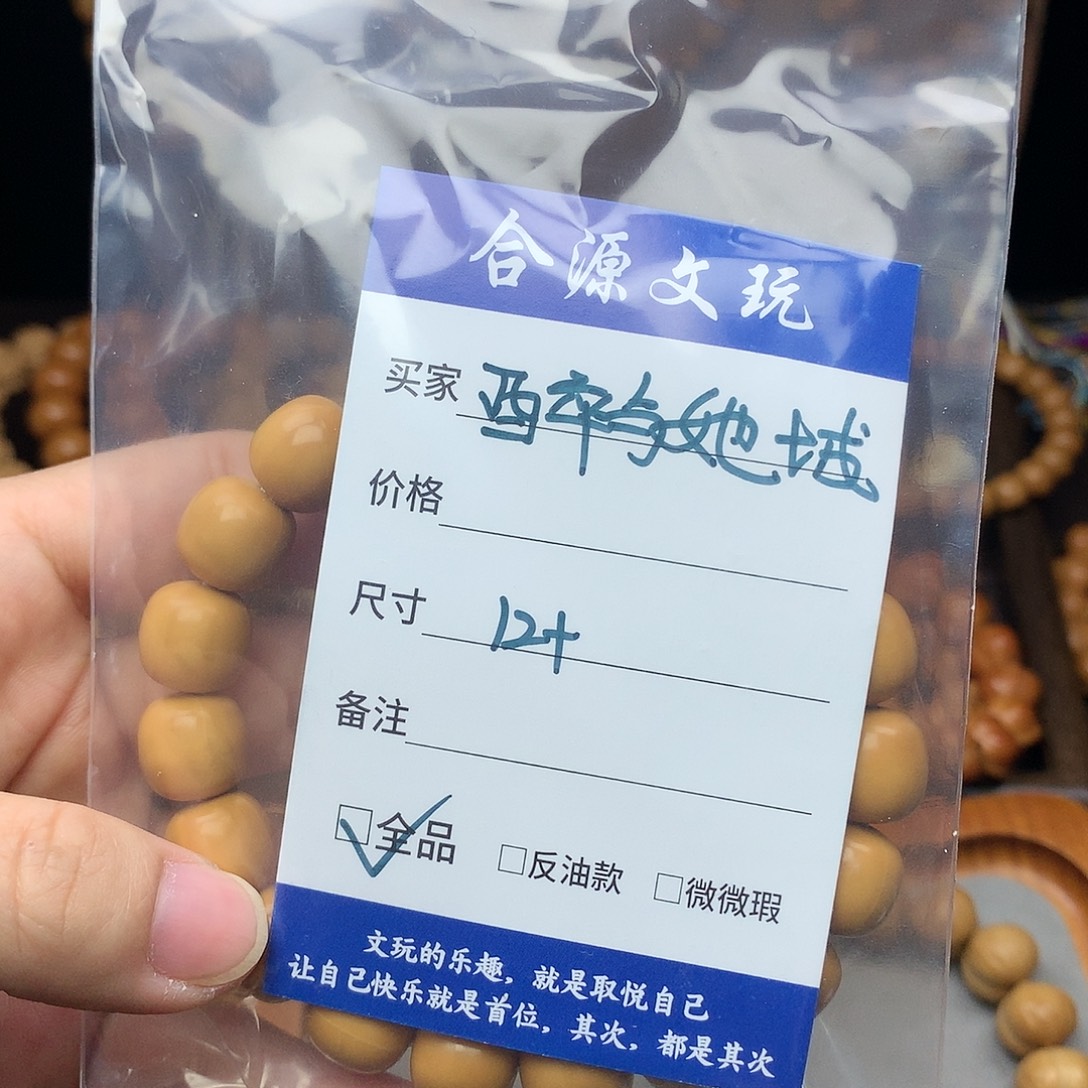 合源文玩
买家 酉卒与她城
价格
尺寸 12+
备注
☑全品 □反油款 □微微瑕
文玩的乐趣，就是取悦自己
让自己快乐就是首位，其次，都是其次